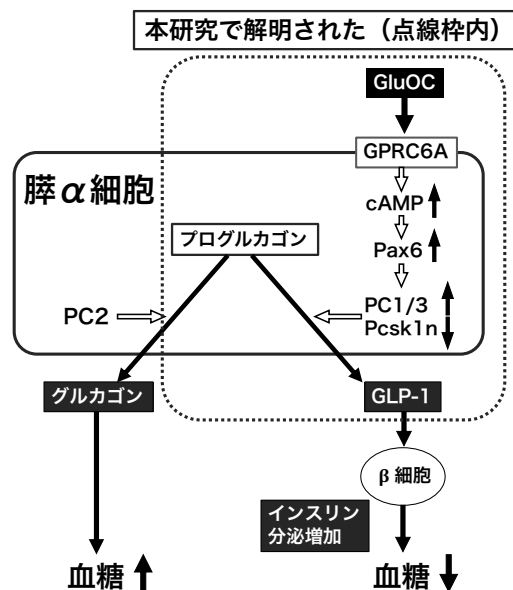 本研究で解明された（点線枠内）
GluOC
GPRC6A
膵α細胞
cAMP
プログルカゴン
Pax6
PC2
PC1/3
Pcsk1n
グルカゴン
GLP-1
β細胞
インスリン
分泌増加
血糖
血糖